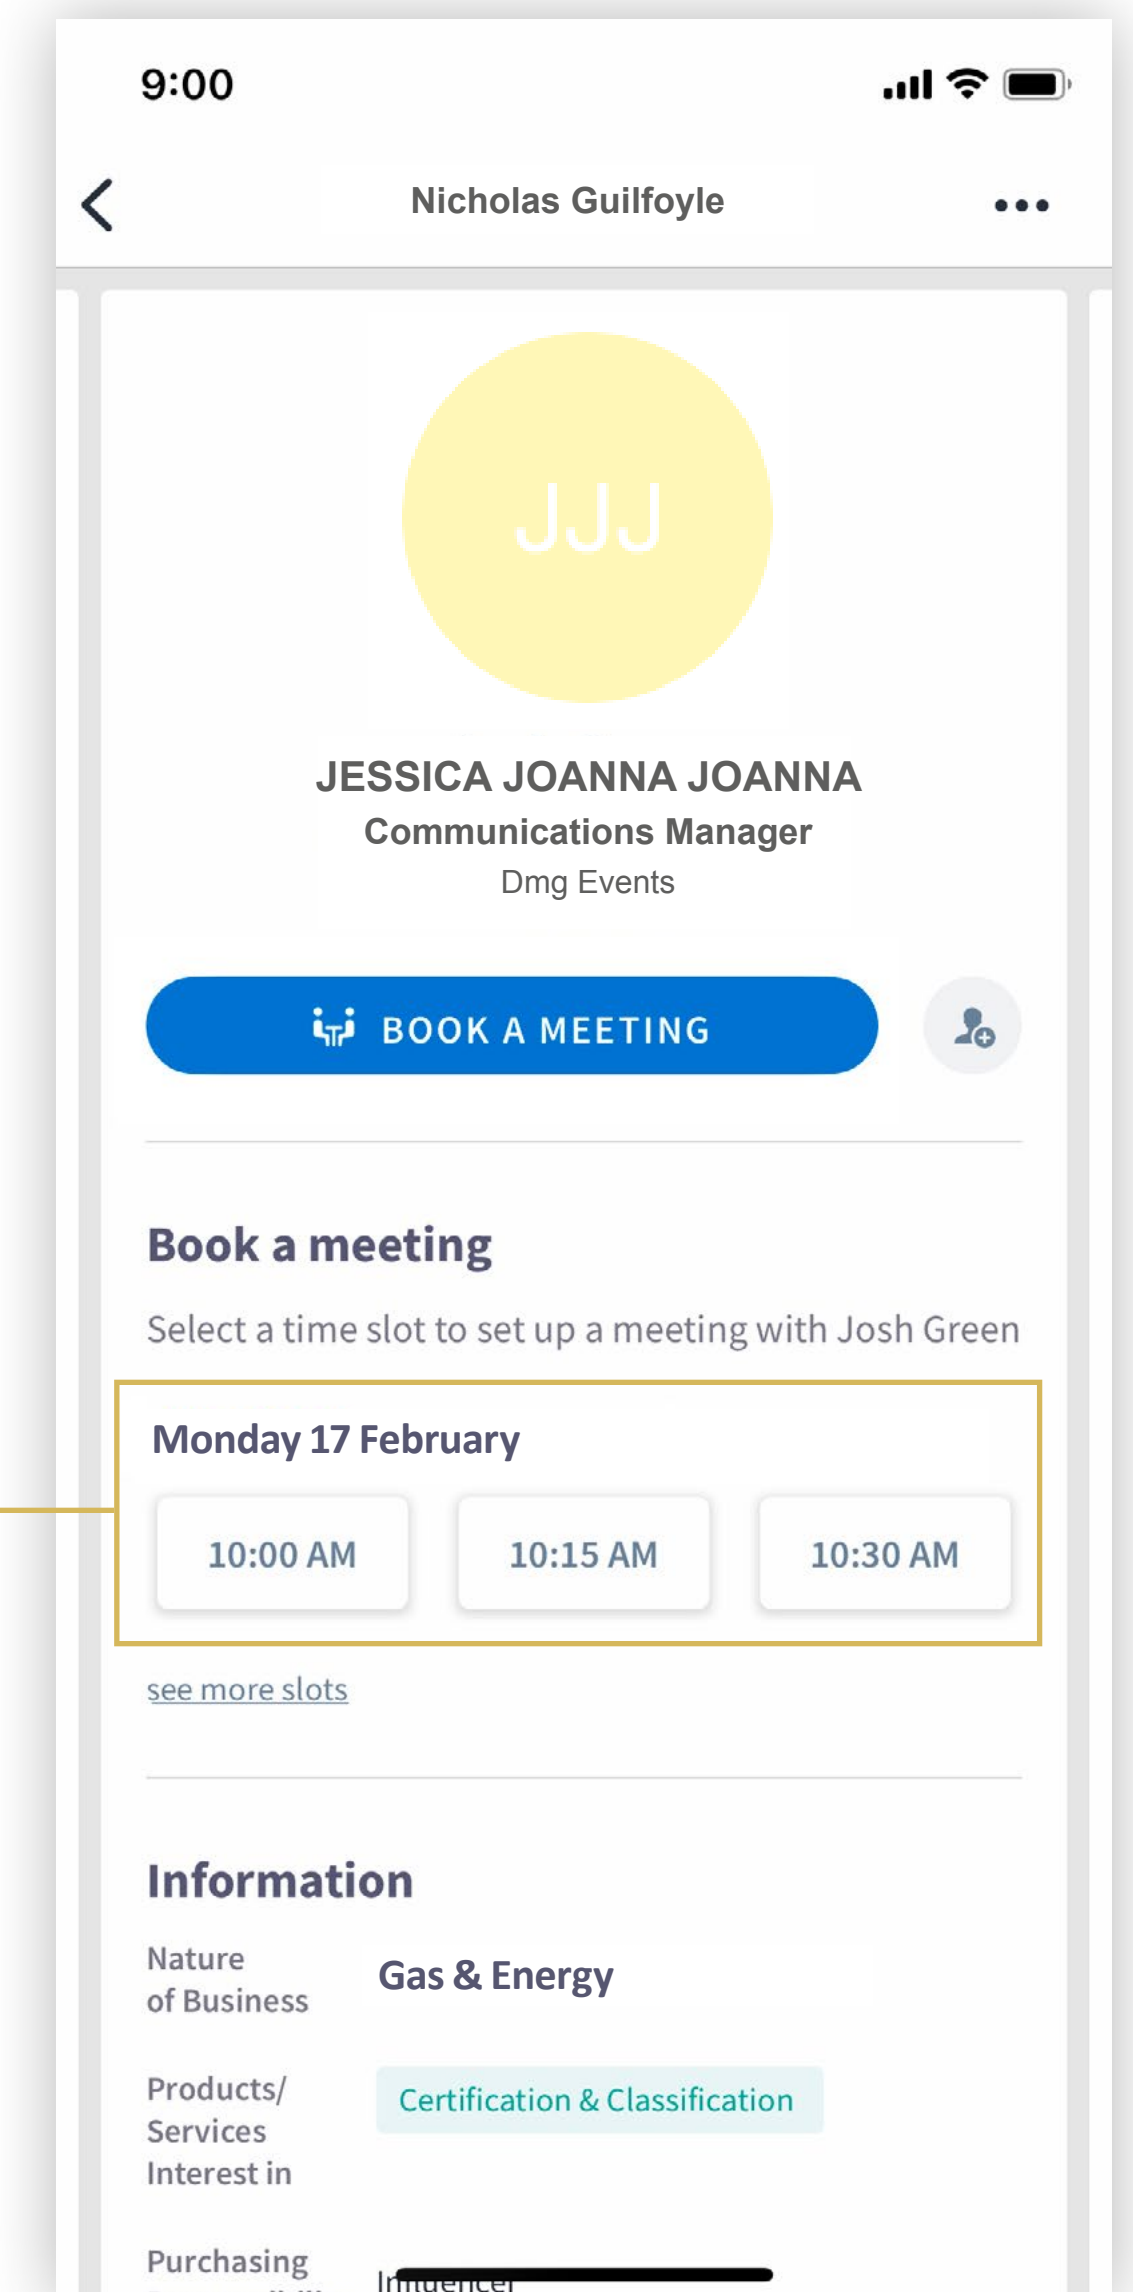 9:00
Nicholas Guilfoyle
JJJ
JESSICA JOANNA JOANNA
Communications Manager
Dmg Events
BOOK A MEETING
Book a meeting
Select a time slot to set up a meeting with Josh Green
Monday 17 February
10:00 AM 10:15 AM 10:30 AM
see more slots
Information
Nature
of Business
Gas & Energy
Products/
Services
Interest in
Certification & Classification
Purchasing